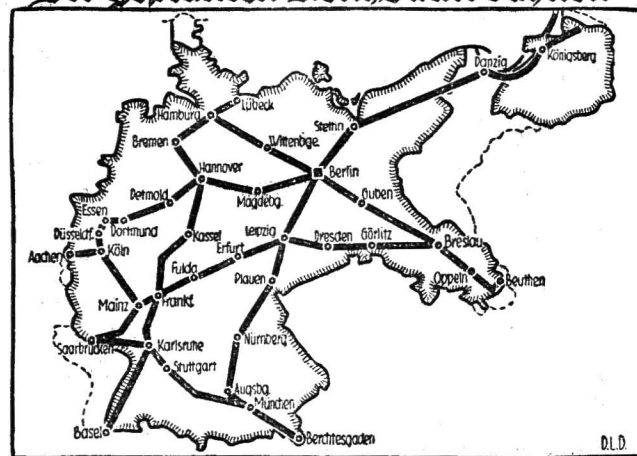 Königsberg
Danzig
Lübeck
Hamburg
Stettin
Bremen
Wittenbge.
Hannover
Berlin
Detmold
Magdebg.
Guben
Essen
Dortmund
Düsseldf.
Kassel
Leipzig
Dresden
Görlitz
Breslau
Aachen
Köln
Erfurt
Fulda
Oppeln
Beuthen
Plauen
Mainz
Frankf.
Saarbrücken
Karlsruhe
Nürnberg
Stuttgart
Augsbg.
München
Basel
Berchtesgaden
D.L.D.